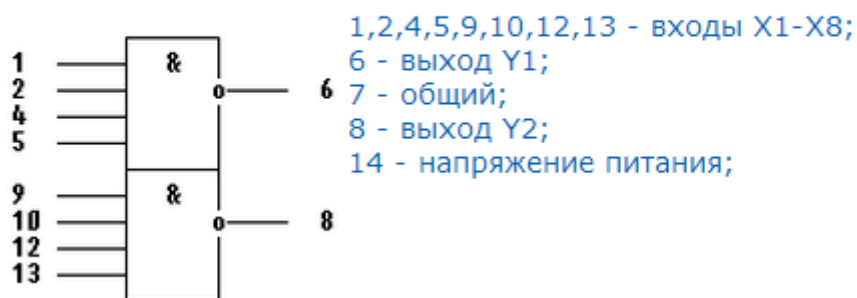 1,2,4,5,9,10,12,13 - входы X1-X8;
6 - выход Y1;
7 - общий;
8 - выход Y2;
14 - напряжение питания;
1
&
2
o
6
4
5
9
&
10
o
8
12
13